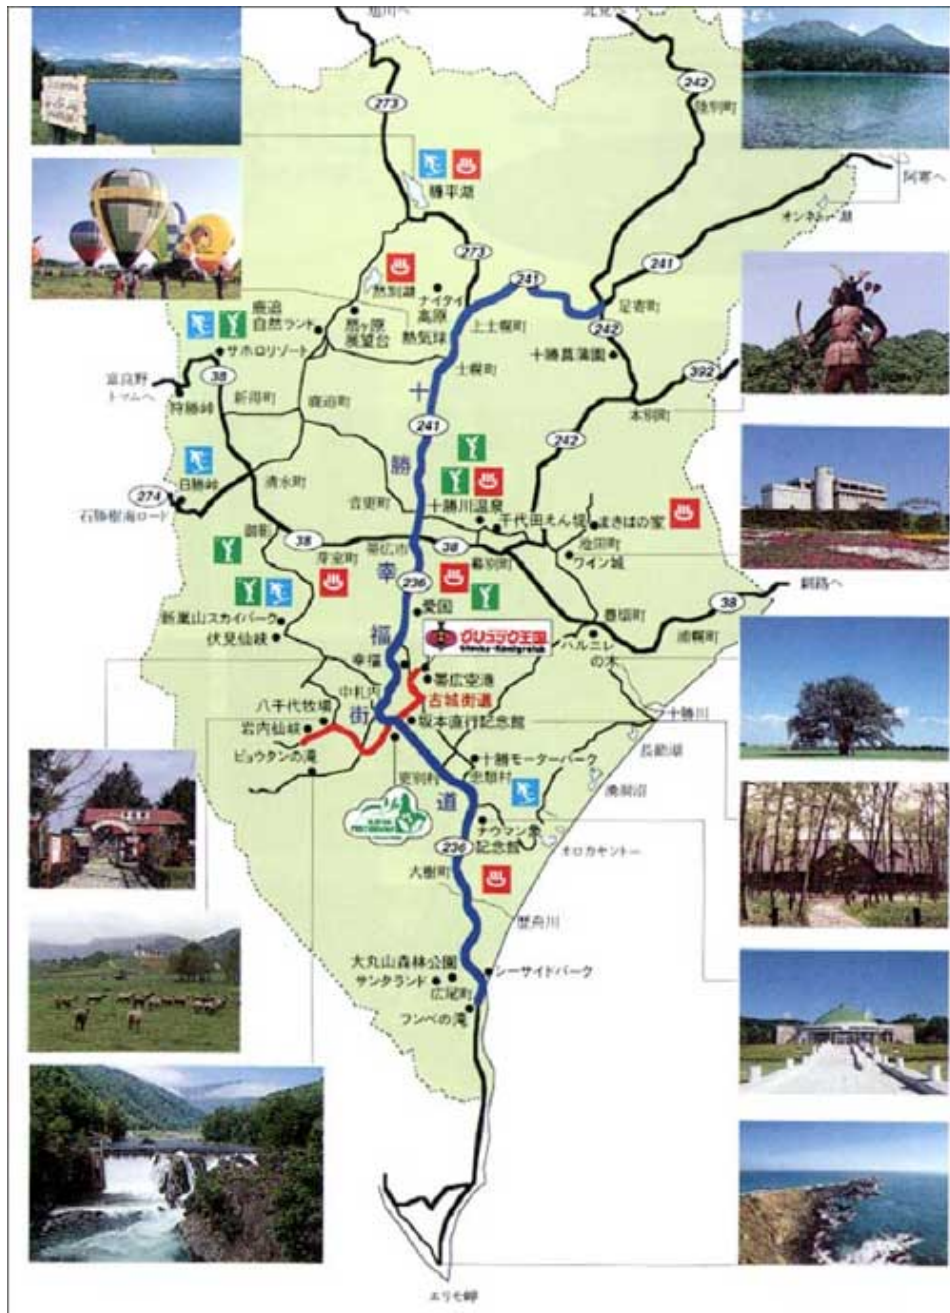 旭川へ
北見へ
273
242
陸別町
阿寒へ
糠平湖
オンネトー湖
273
241
241
然別湖
ナイタイ
高原
足寄町
鹿追
自然ランド
扇ヶ原
展望台
熱気球
上士幌町
242
サホロリゾート
十勝菖蒲園
士幌町
富良野
トマムへ
38
392
狩勝峠
新得町
鹿追町
十
本別町
241
242
日勝峠
勝
清水町
274
音更町
十勝川温泉
石勝樹海ロード
千代田えん堤
まきばの家
御影
池田町
38
芽室町
帯広市
38
幕別町
ワイン城
幸
236
釧路へ
愛国
豊頃町
38
新嵐山スカイパーク
浦幌町
伏見仙峡
福
グリュック王国
ハルニレ
の木
幸福
帯広空港
中札内
古城街道
八千代牧場
街
十勝川
岩内仙峡
坂本直行記念館
長節湖
ピョウタンの滝
十勝モーターパーク
更別村
忠類村
湧洞沼
道
ナウマン象
記念館
オイカマナイトー
236
大樹町
歴舟川
大丸山森林公園
シーサイドパーク
サンタランド
広尾町
フンベの滝
エリモ岬